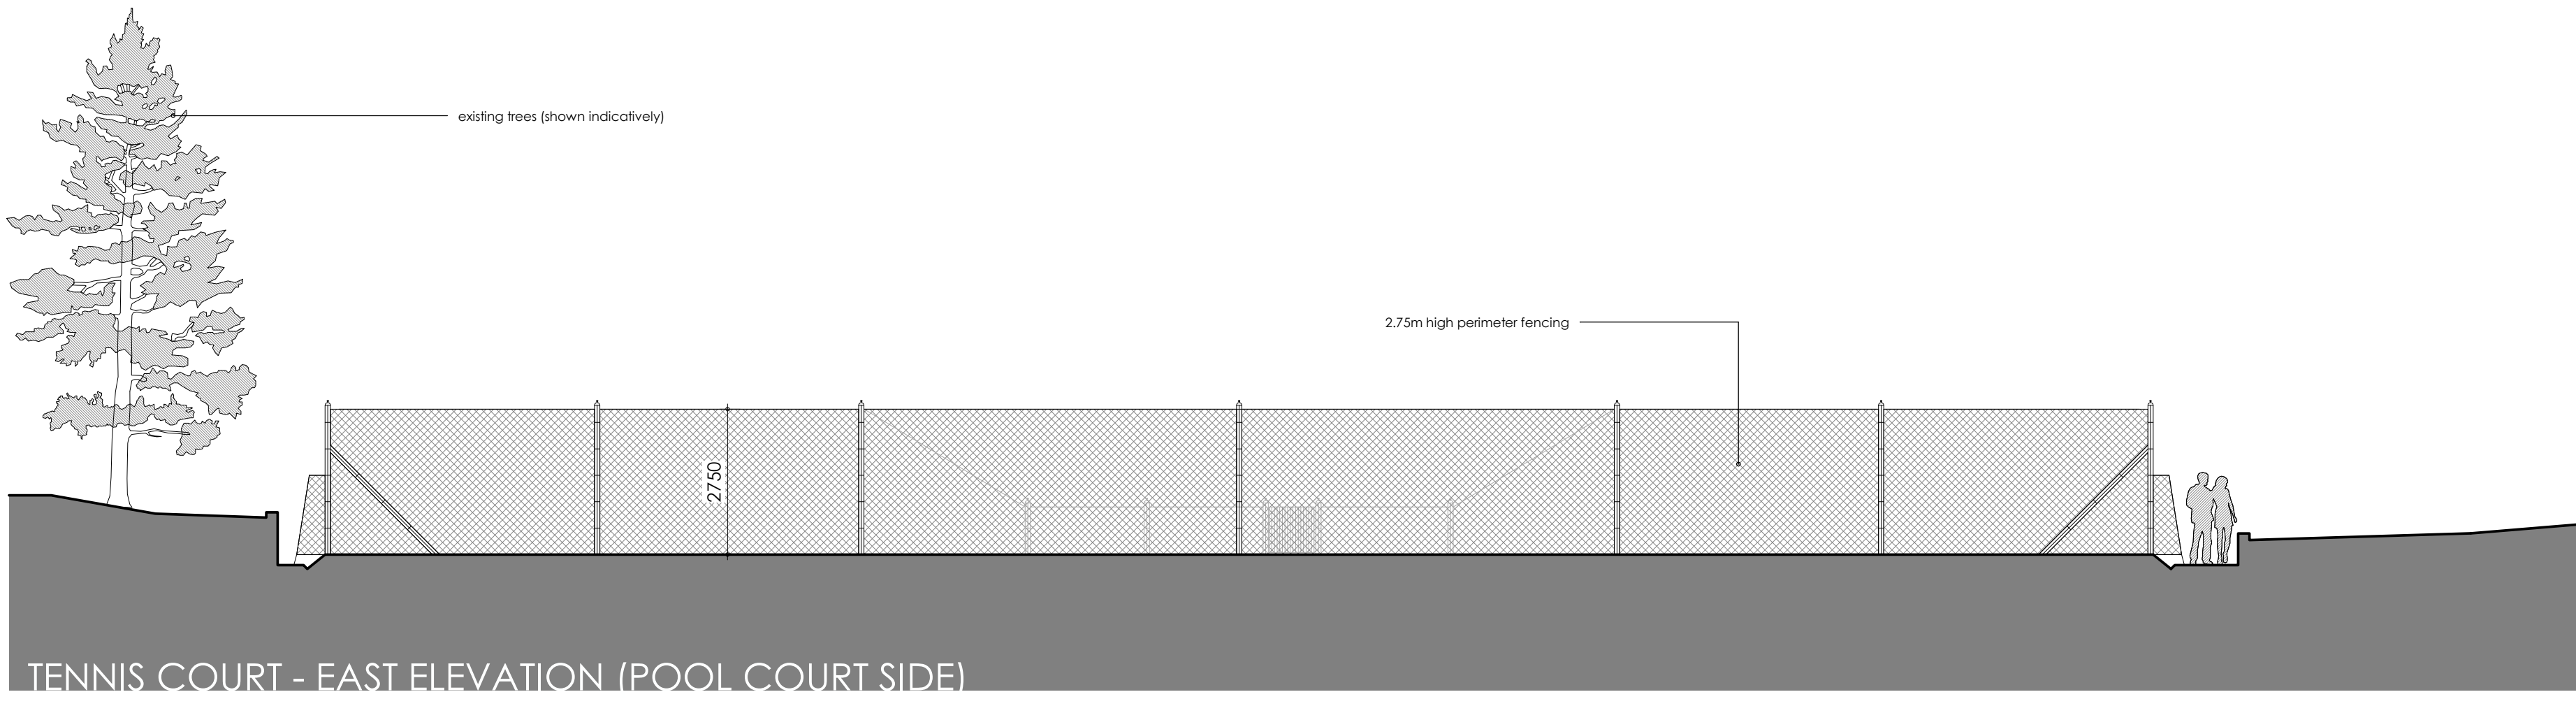 existing trees (shown indicatively)
2.75m high perimeter fencing
2750
TENNIS COURT - EAST ELEVATION (POOL COURT SIDE)